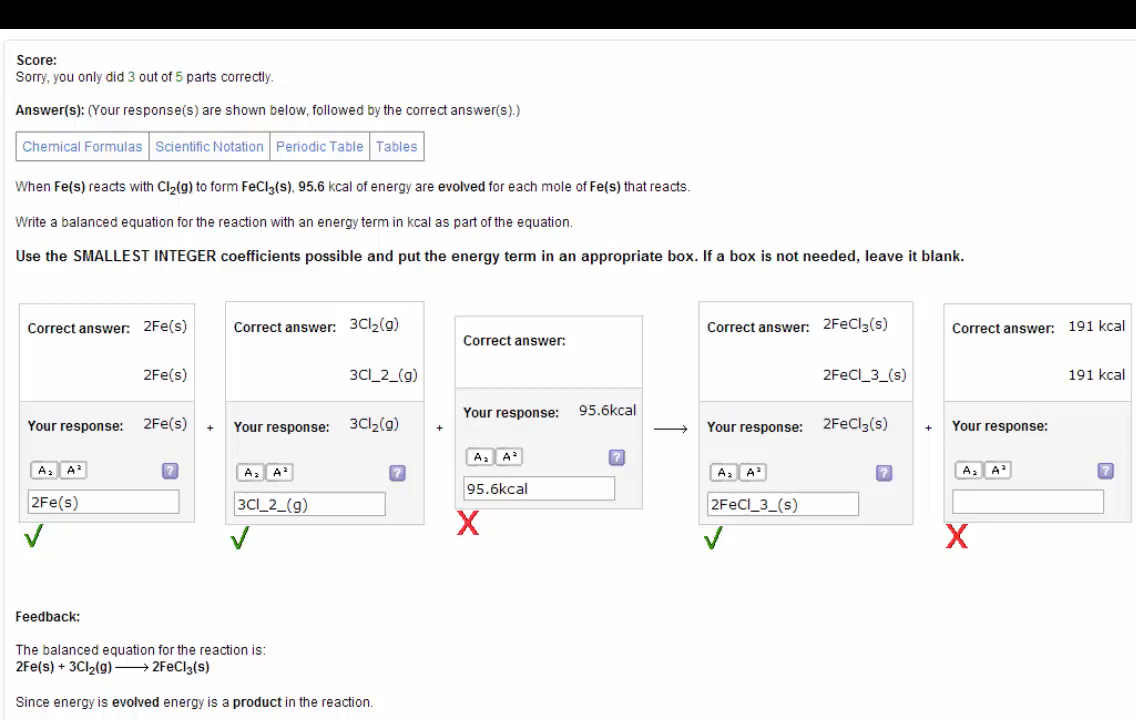 Score:
Sorry, you only did 3 out of 5 parts correctly.
Answer(s): (Your response(s) are shown below, followed by the correct answer(s).)
Chemical Formulas Scientific Notation Periodic Table Tables
When Fe(s) reacts with Cl₂(g) to form FeCl₃(s), 95.6 kcal of energy are evolved for each mole of Fe(s) that reacts.
Write a balanced equation for the reaction with an energy term in kcal as part of the equation.
Use the SMALLEST INTEGER coefficients possible and put the energy term in an appropriate box. If a box is not needed, leave it blank.
Correct answer: 2Fe(s)
2Fe(s)
Your response: 2Fe(s)
A₂ A²
?
2Fe(s)
+
Correct answer: 3Cl₂(g)
3Cl_2_(g)
Your response: 3Cl₂(g)
A₂ A²
?
3Cl_2_(g)
+
Correct answer:
Your response: 95.6kcal
A₂ A²
?
95.6kcal
X
⟶
Correct answer: 2FeCl₃(s)
2FeCl_3_(s)
Your response: 2FeCl₃(s)
A₂ A²
?
2FeCl_3_(s)
+
Correct answer: 191 kcal
191 kcal
Your response:
A₂ A²
?
X
Feedback:
The balanced equation for the reaction is:
2Fe(s) + 3Cl₂(g) ⟶ 2FeCl₃(s)
Since energy is evolved energy is a product in the reaction.